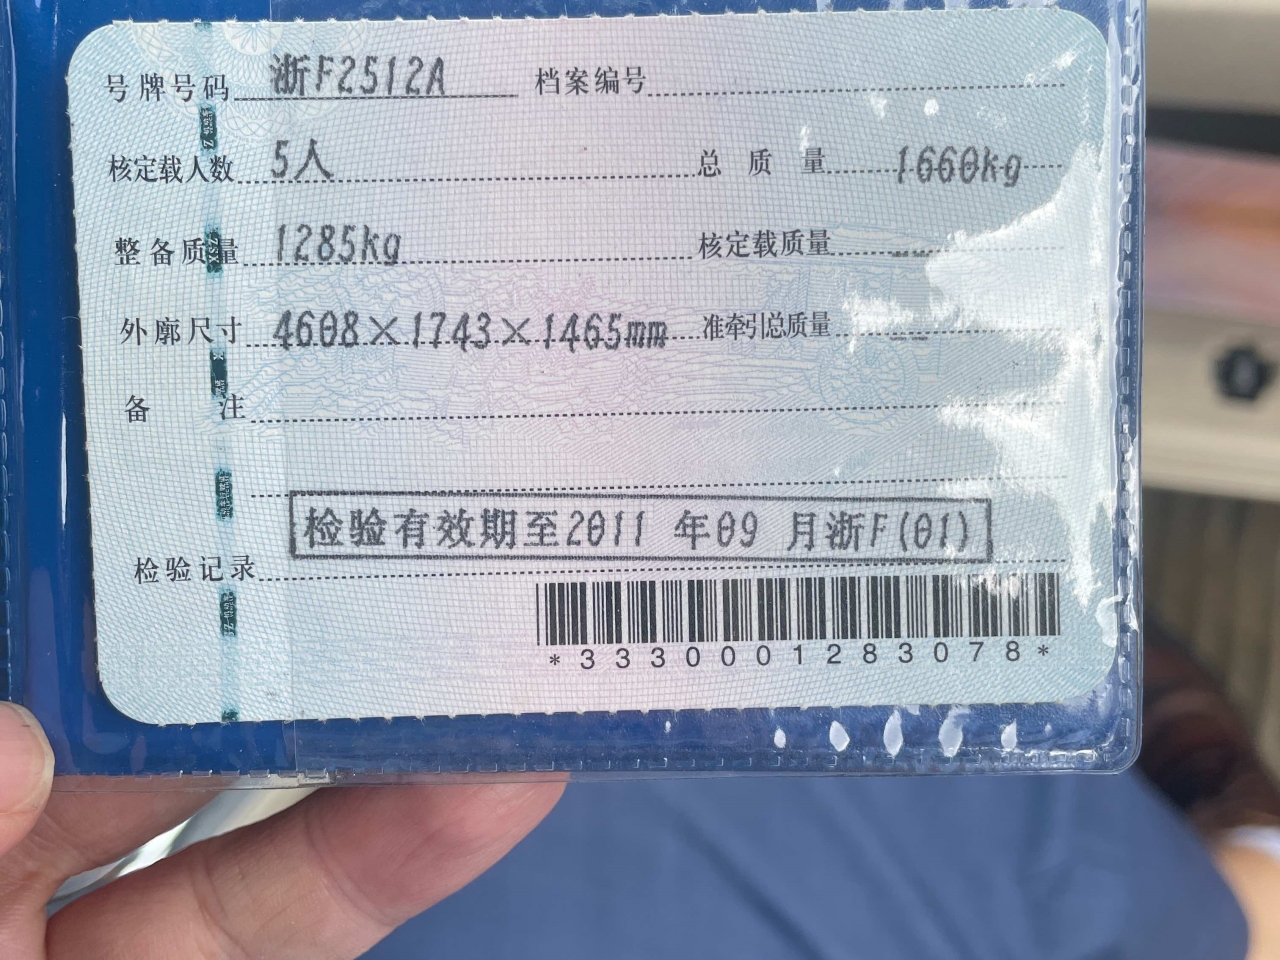 号牌号码 浙F2512A 档案编号
核定载人数 5人 总质量 1660kg
整备质量 1285kg 核定载质量 --
外廓尺寸 4608×1743×1465mm 准牵引总质量 --
备注
检验有效期至2011 年09 月浙F(01)
检验记录
*3330001283078*